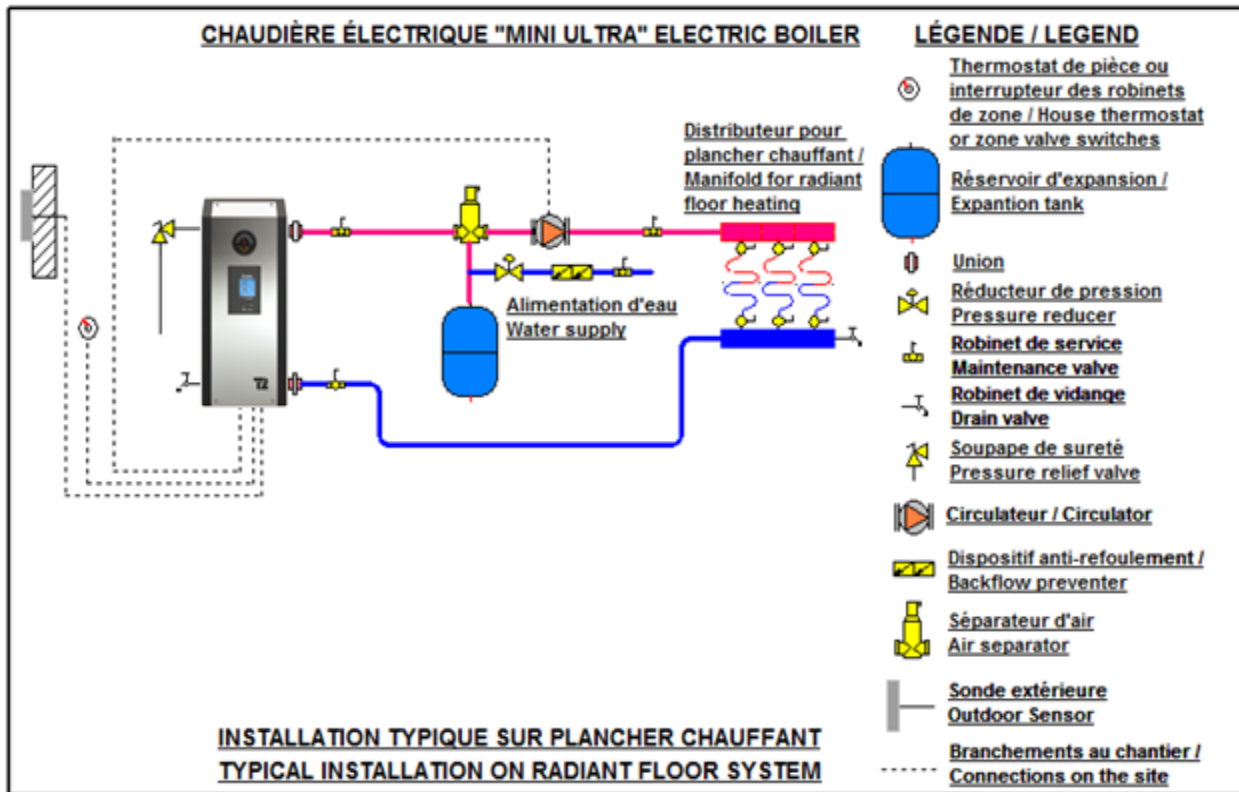 CHAUDIÈRE ÉLECTRIQUE "MINI ULTRA" ELECTRIC BOILER
Distributeur pour
plancher chauffant /
Manifold for radiant
floor heating
Alimentation d'eau
Water supply
T2
INSTALLATION TYPIQUE SUR PLANCHER CHAUFFANT
TYPICAL INSTALLATION ON RADIANT FLOOR SYSTEM
LÉGENDE / LEGEND
Thermostat de pièce ou
interrupteur des robinets
de zone / House thermostat
or zone valve switches
Réservoir d'expansion /
Expantion tank
Union
Réducteur de pression
Pressure reducer
Robinet de service
Maintenance valve
Robinet de vidange
Drain valve
Soupape de sureté
Pressure relief valve
Circulateur / Circulator
Dispositif anti-refoulement /
Backflow preventer
Séparateur d'air
Air separator
Sonde extérieure
Outdoor Sensor
Branchements au chantier /
Connections on the site